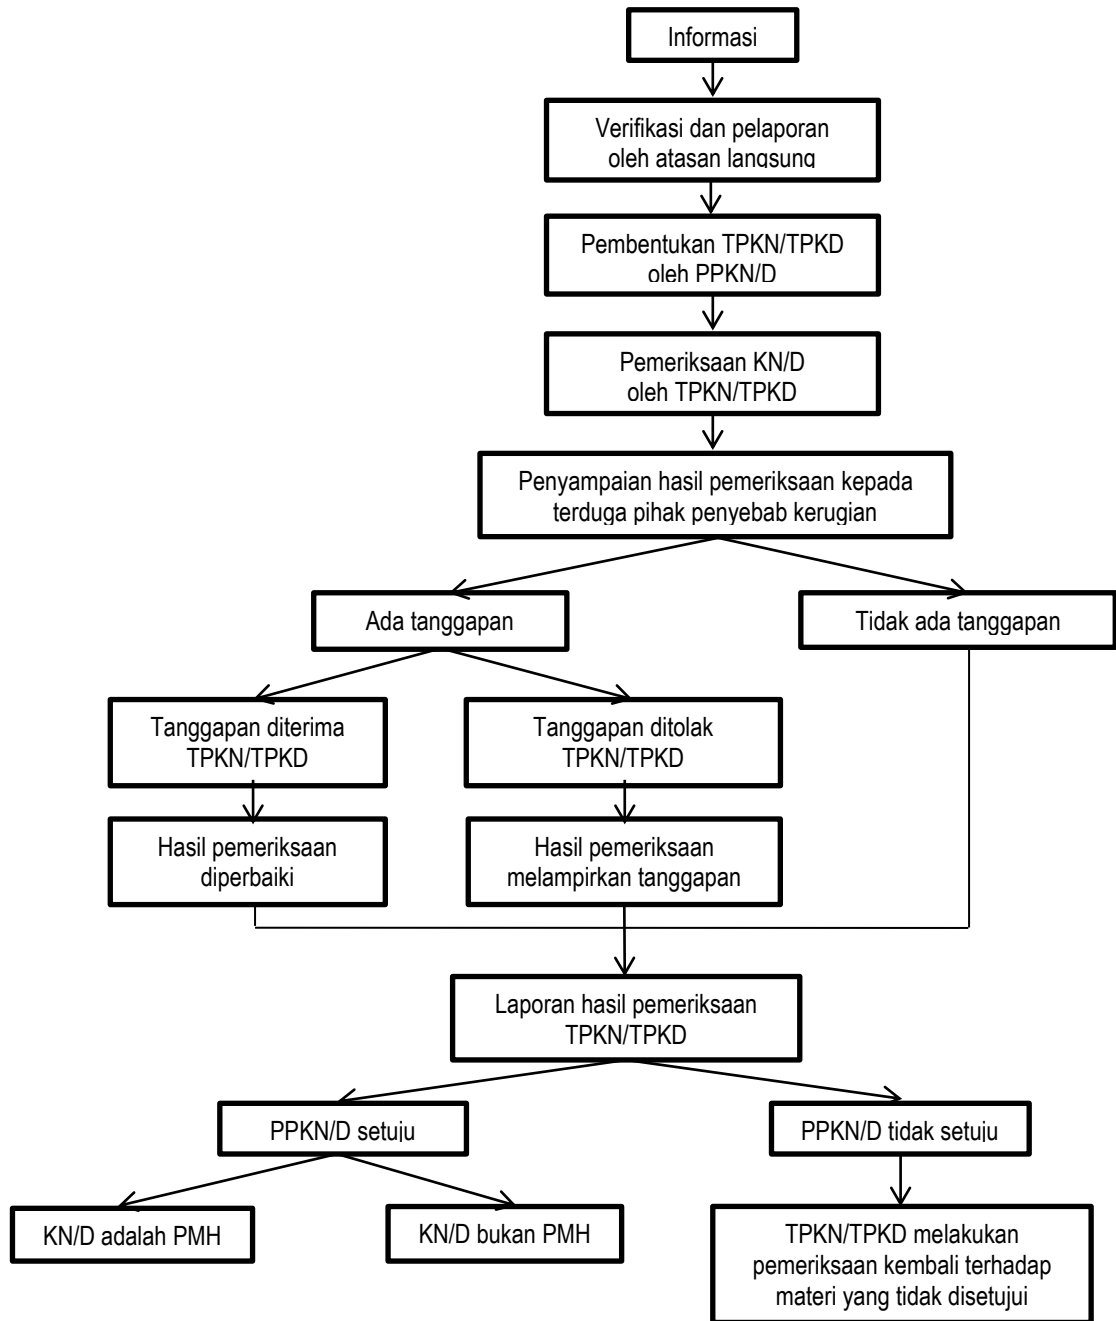 Informasi
Verifikasi dan pelaporan
oleh atasan langsung
Pembentukan TPKN/TPKD
oleh PPKN/D
Pemeriksaan KN/D
oleh TPKN/TPKD
Penyampaian hasil pemeriksaan kepada
terduga pihak penyebab kerugian
Ada tanggapan
Tidak ada tanggapan
Tanggapan diterima
TPKN/TPKD
Tanggapan ditolak
TPKN/TPKD
Hasil pemeriksaan
diperbaiki
Hasil pemeriksaan
melampirkan tanggapan
Laporan hasil pemeriksaan
TPKN/TPKD
PPKN/D setuju
PPKN/D tidak setuju
KN/D adalah PMH
KN/D bukan PMH
TPKN/TPKD melakukan
pemeriksaan kembali terhadap
materi yang tidak disetujui